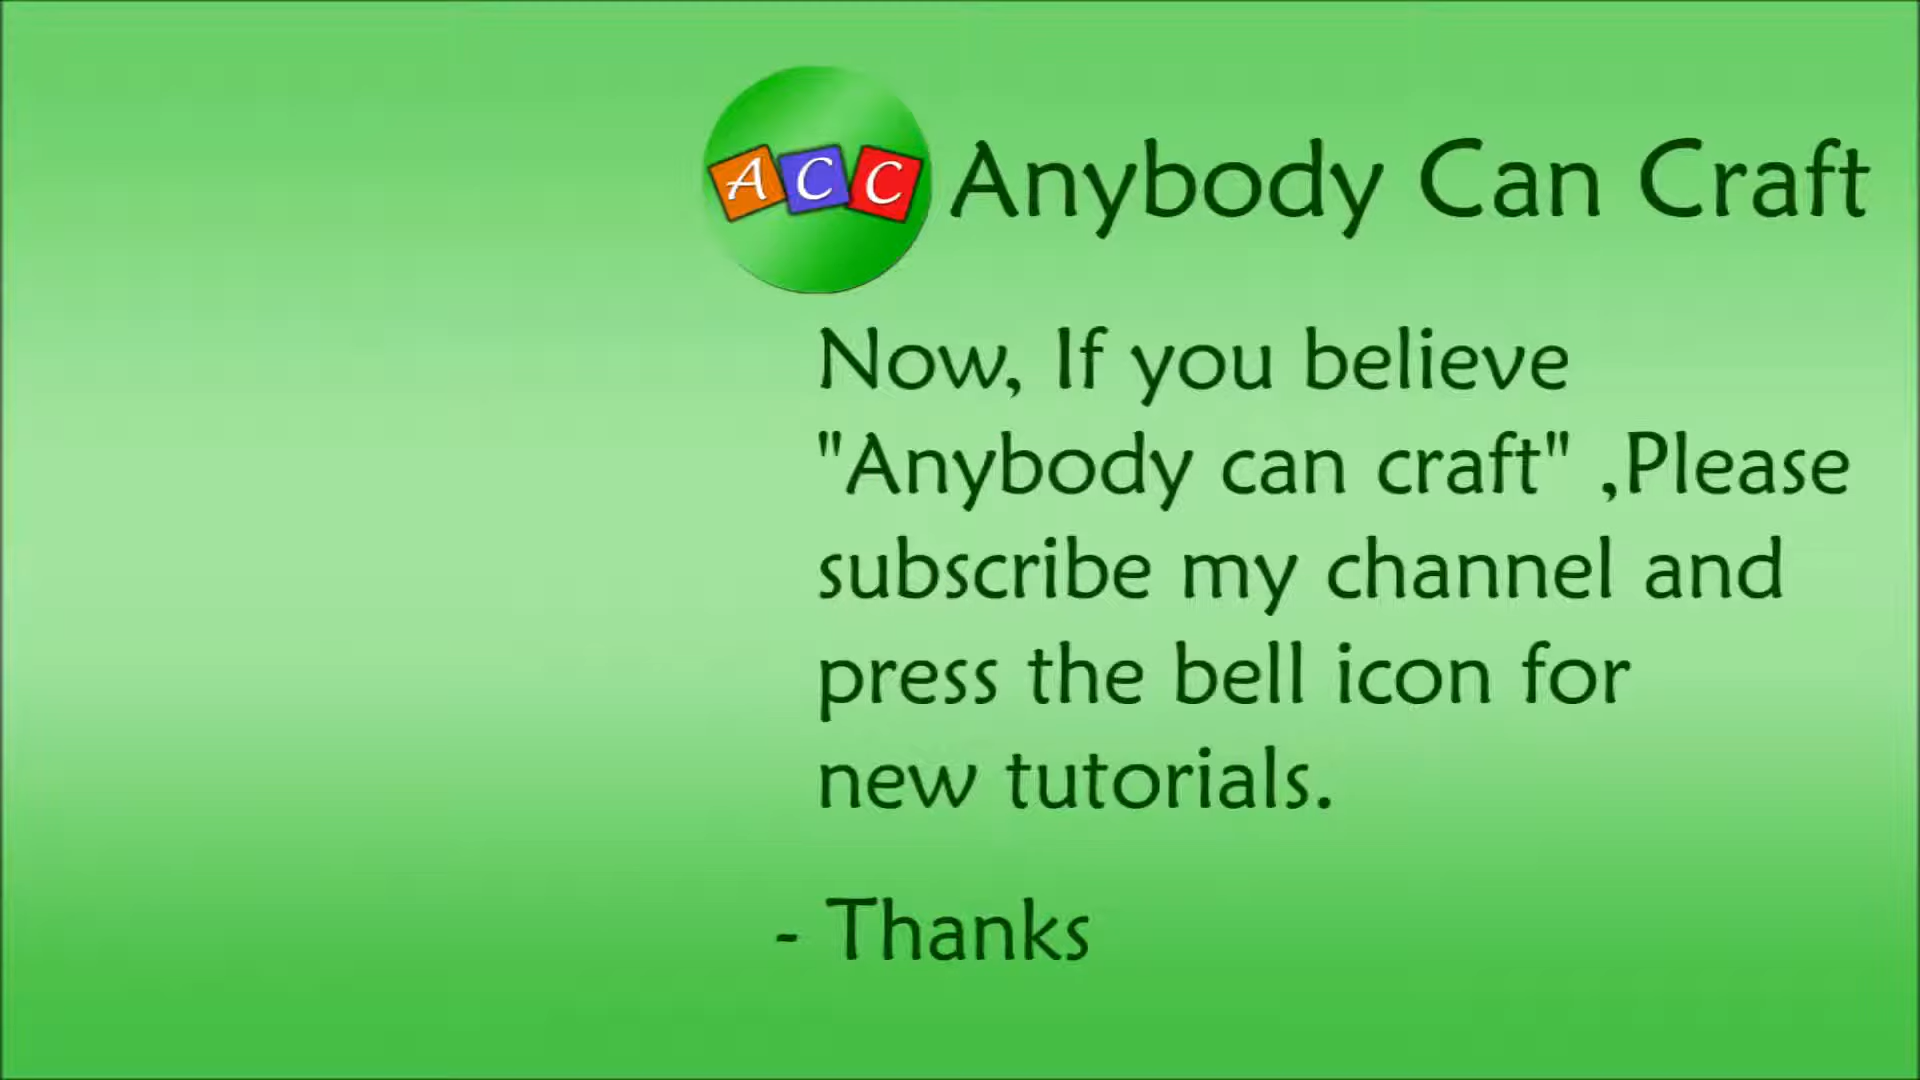 ACC Anybody Can Craft
Now, If you believe
"Anybody can craft" ,Please
subscribe my channel and
press the bell icon for
new tutorials.
- Thanks